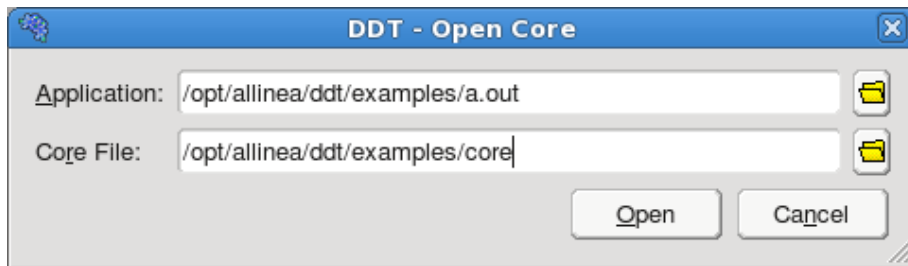 DDT - Open Core
Application: /opt/allinea/ddt/examples/a.out
Core File: /opt/allinea/ddt/examples/core
Open Cancel